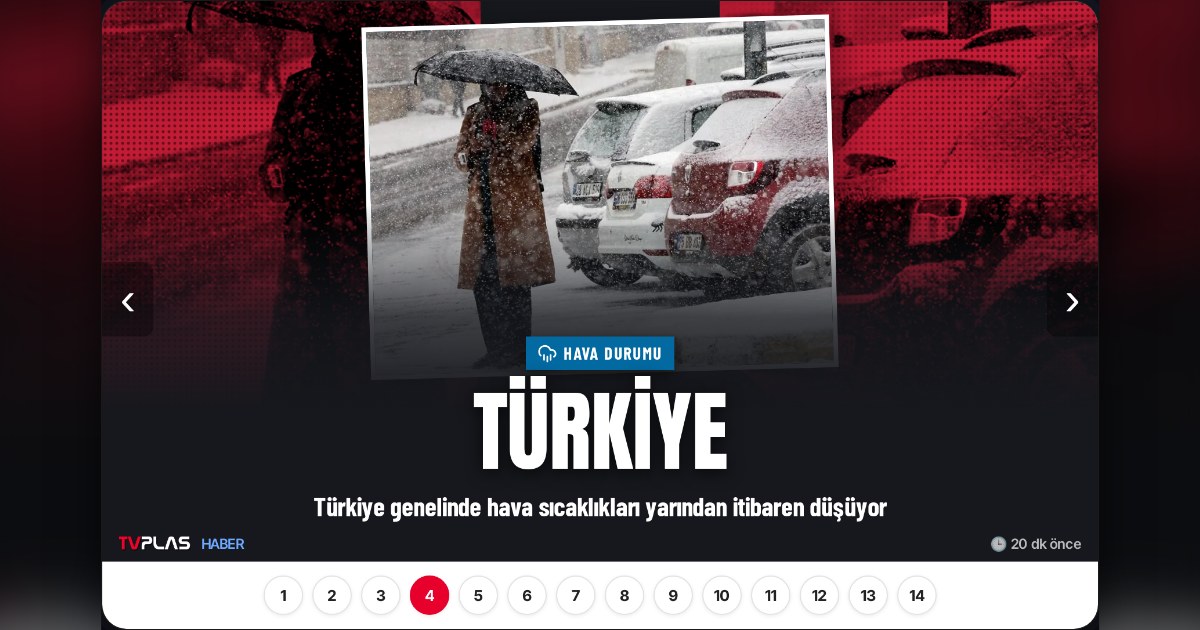 HAVA DURUMU
TÜRKİYE
Türkiye genelinde hava sıcaklıkları yarından itibaren düşüyor
TVPLAS HABER
20 dk önce
1 2 3 4 5 6 7 8 9 10 11 12 13 14